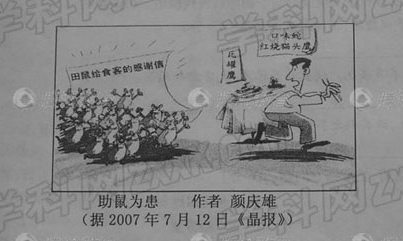 田鼠给食客的感谢信
花罐鹰
口味蛇
红烧猫头鹰
助鼠为患 作者 颜庆雄
(据2007年7月12日《晶报》)